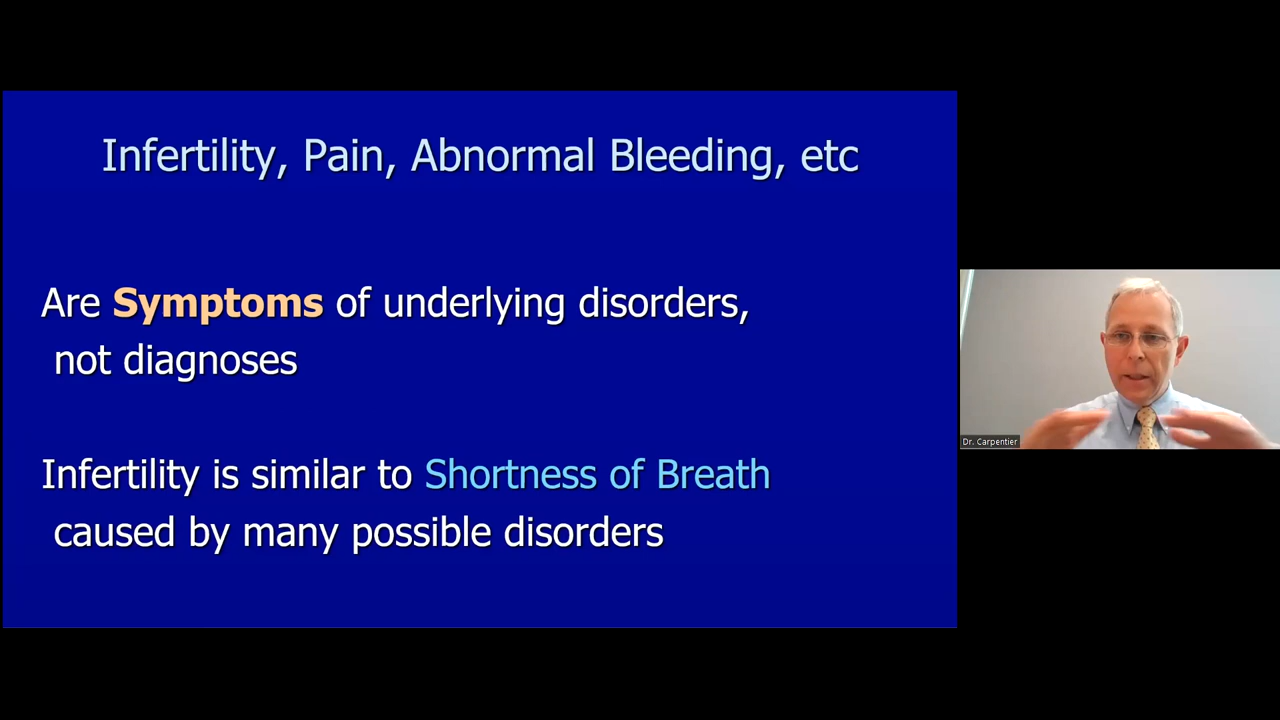 Infertility, Pain, Abnormal Bleeding, etc
Are Symptoms of underlying disorders,
not diagnoses
Infertility is similar to Shortness of Breath
caused by many possible disorders
Dr. Carpentier